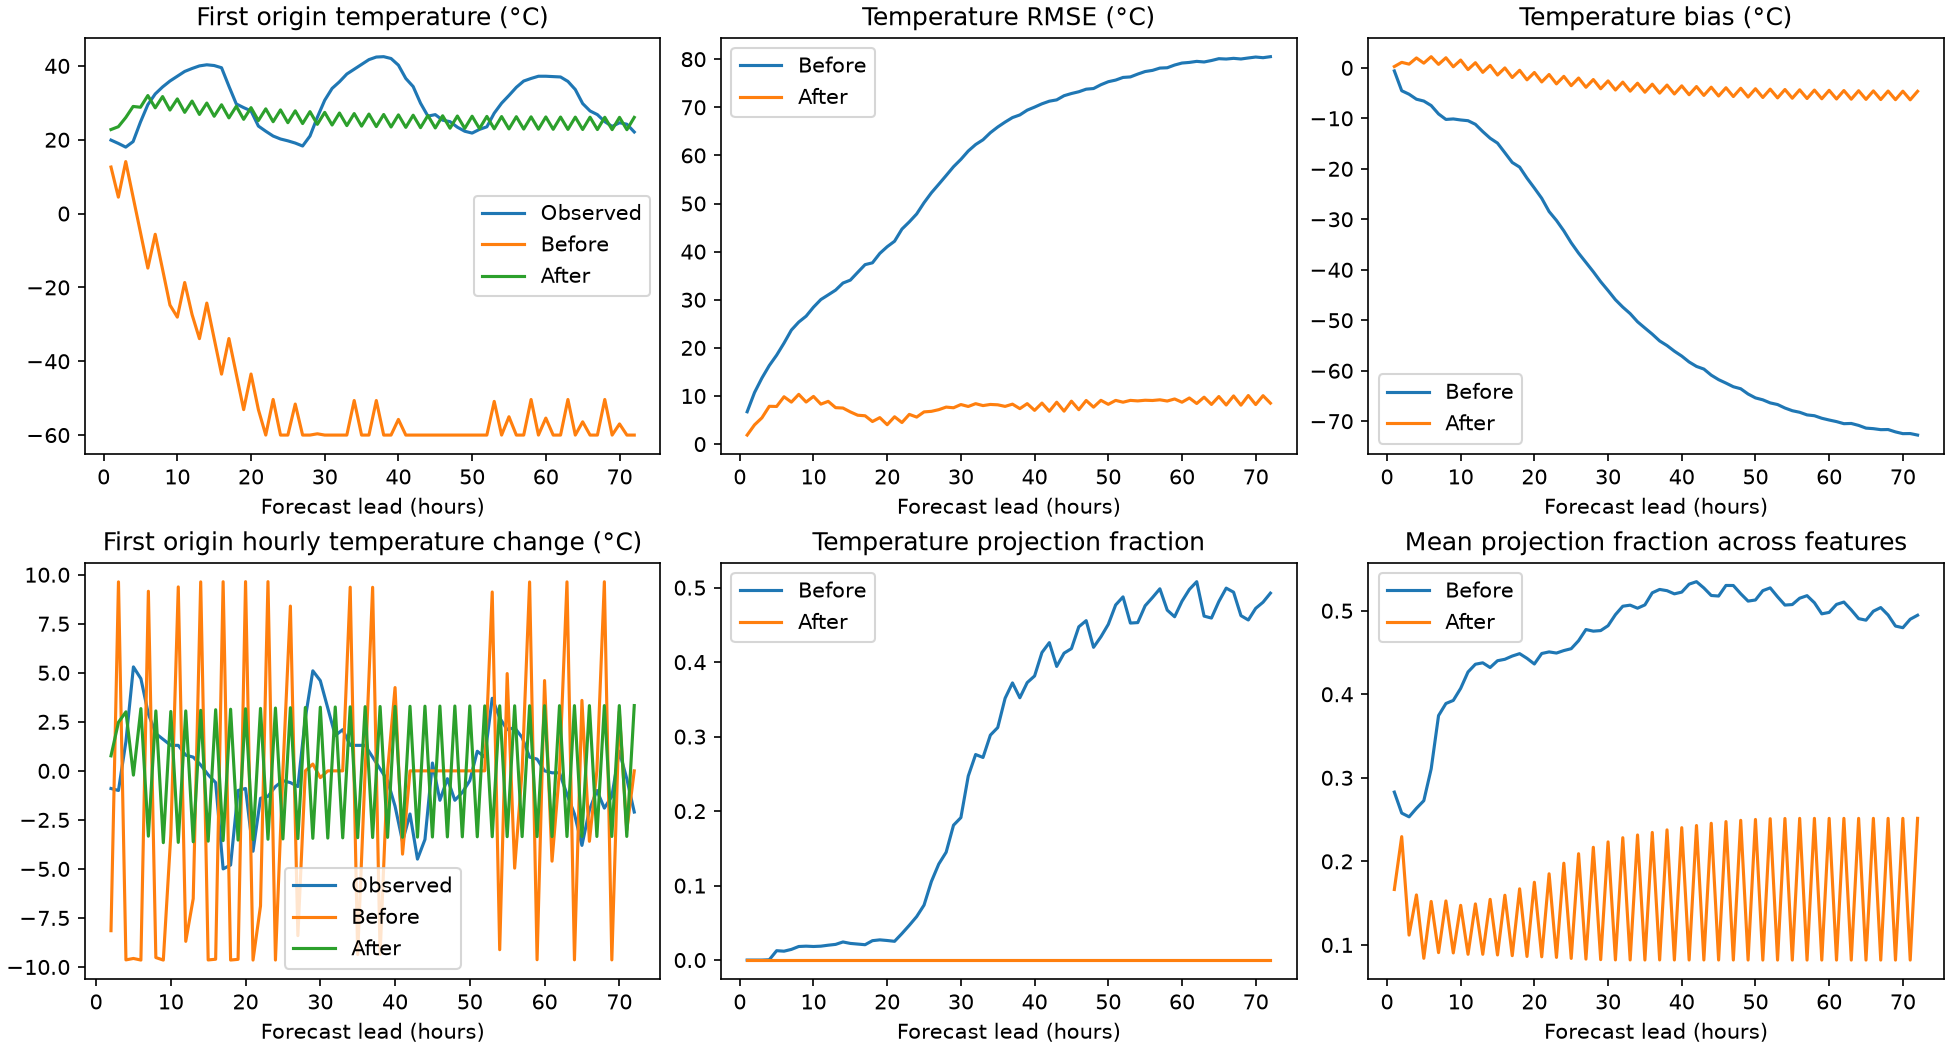 First origin temperature (°C)
40
20
0
−20
−40
−60
Observed
Before
After
0 10 20 30 40 50 60 70
Forecast lead (hours)
Temperature RMSE (°C)
80
70
60
50
40
30
20
10
0
Before
After
0 10 20 30 40 50 60 70
Forecast lead (hours)
Temperature bias (°C)
0
−10
−20
−30
−40
−50
−60
−70
Before
After
0 10 20 30 40 50 60 70
Forecast lead (hours)
First origin hourly temperature change (°C)
10.0
7.5
5.0
2.5
0.0
−2.5
−5.0
−7.5
−10.0
Observed
Before
After
0 10 20 30 40 50 60 70
Forecast lead (hours)
Temperature projection fraction
0.5
0.4
0.3
0.2
0.1
0.0
Before
After
0 10 20 30 40 50 60 70
Forecast lead (hours)
Mean projection fraction across features
0.5
0.4
0.3
0.2
0.1
Before
After
0 10 20 30 40 50 60 70
Forecast lead (hours)